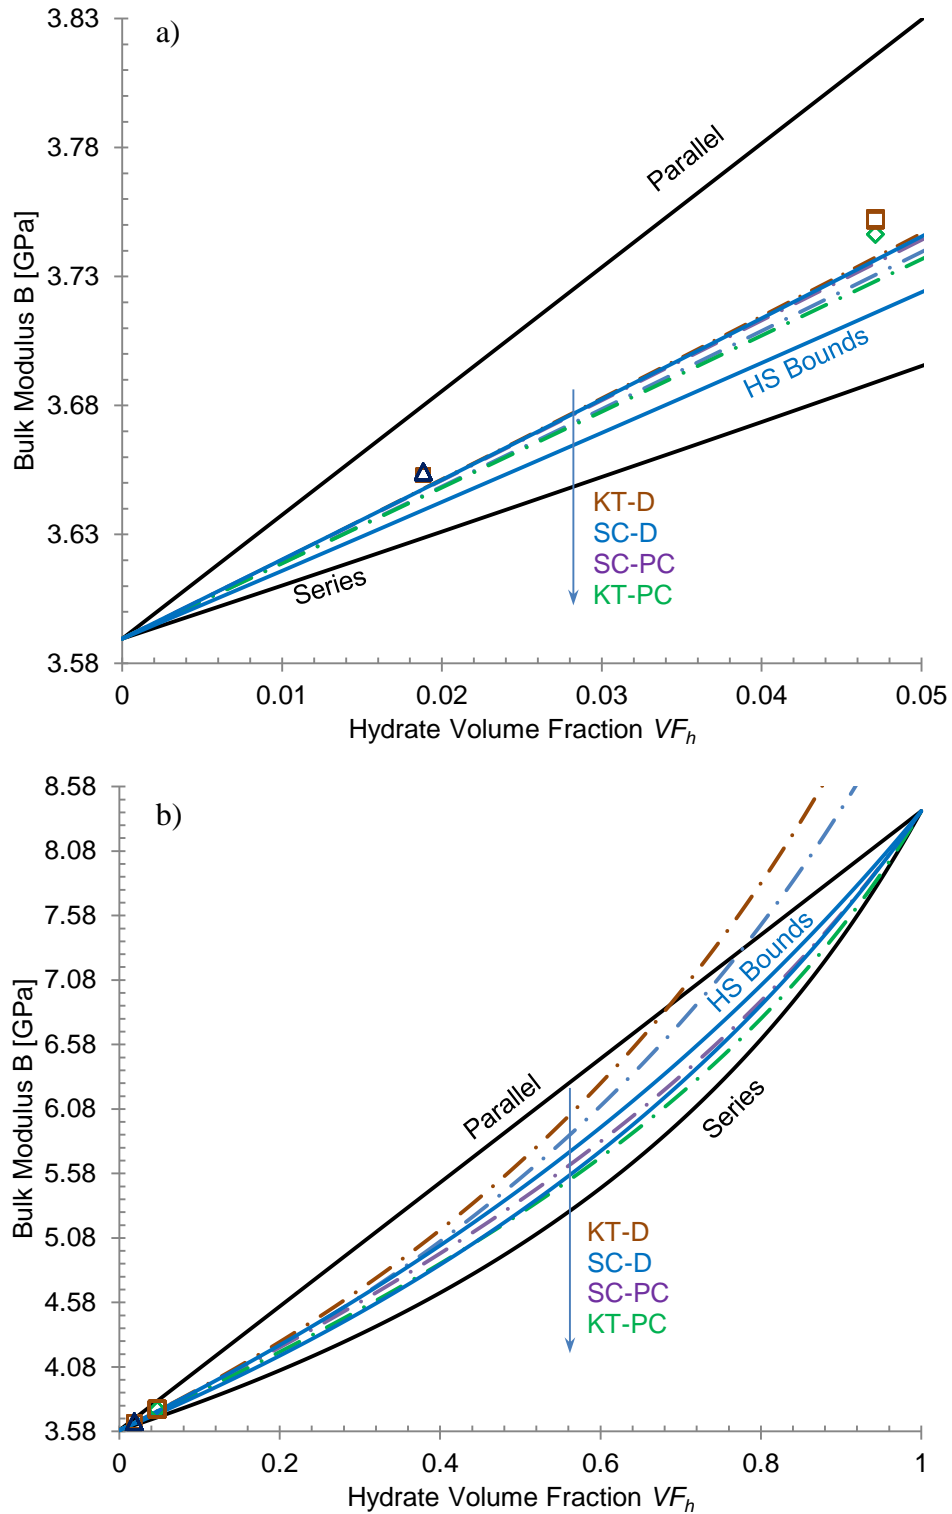 3.83
a)
3.78
Parallel
3.73
Bulk Modulus B [GPa]
HS Bounds
3.68
KT-D
SC-D
3.63
SC-PC
Series
KT-PC
3.58
0 0.01 0.02 0.03 0.04 0.05
Hydrate Volume Fraction VFh
8.58
b)
8.08
7.58
HS Bounds
7.08
Bulk Modulus B [GPa]
6.58
Parallel
6.08
Series
5.58
KT-D
5.08
SC-D
SC-PC
4.58
KT-PC
4.08
3.58
0 0.2 0.4 0.6 0.8 1
Hydrate Volume Fraction VFh